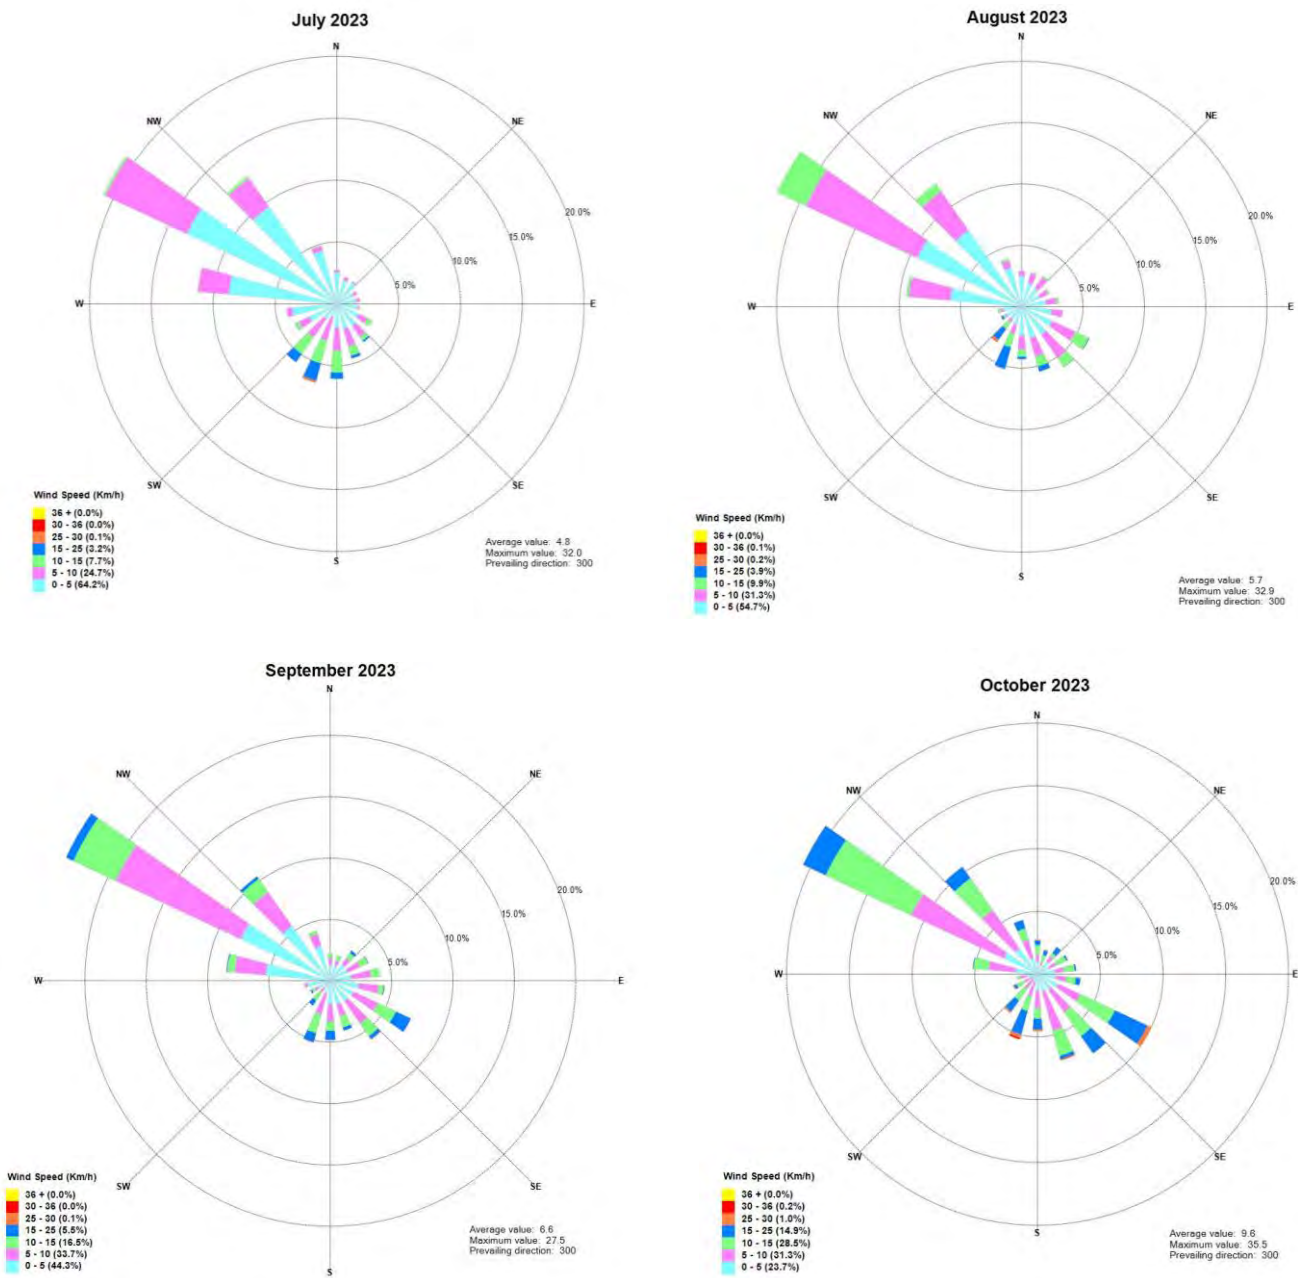 July 2023
N
NW
NE
20.0%
15.0%
10.0%
5.0%
W
E
SW
SE
S
Wind Speed (Km/h)
36 + (0.0%)
30 - 36 (0.0%)
25 - 30 (0.1%)
15 - 25 (3.2%)
10 - 15 (7.7%)
5 - 10 (24.7%)
0 - 5 (64.2%)
Average value: 4.8
Maximum value: 32.0
Prevailing direction: 300
August 2023
N
NW
NE
20.0%
15.0%
10.0%
5.0%
W
E
SW
SE
S
Wind Speed (Km/h)
36 + (0.0%)
30 - 36 (0.1%)
25 - 30 (0.2%)
15 - 25 (3.9%)
10 - 15 (9.9%)
5 - 10 (31.3%)
0 - 5 (54.7%)
Average value: 5.7
Maximum value: 32.9
Prevailing direction: 300
September 2023
N
NW
NE
20.0%
15.0%
10.0%
5.0%
W
E
SW
SE
S
Wind Speed (Km/h)
36 + (0.0%)
30 - 36 (0.0%)
25 - 30 (0.1%)
15 - 25 (5.5%)
10 - 15 (16.5%)
5 - 10 (33.7%)
0 - 5 (44.3%)
Average value: 6.6
Maximum value: 27.5
Prevailing direction: 300
October 2023
N
NW
NE
20.0%
15.0%
10.0%
5.0%
W
E
SW
SE
S
Wind Speed (Km/h)
36 + (0.0%)
30 - 36 (0.2%)
25 - 30 (1.0%)
15 - 25 (14.9%)
10 - 15 (28.5%)
5 - 10 (31.3%)
0 - 5 (23.7%)
Average value: 9.6
Maximum value: 35.5
Prevailing direction: 300